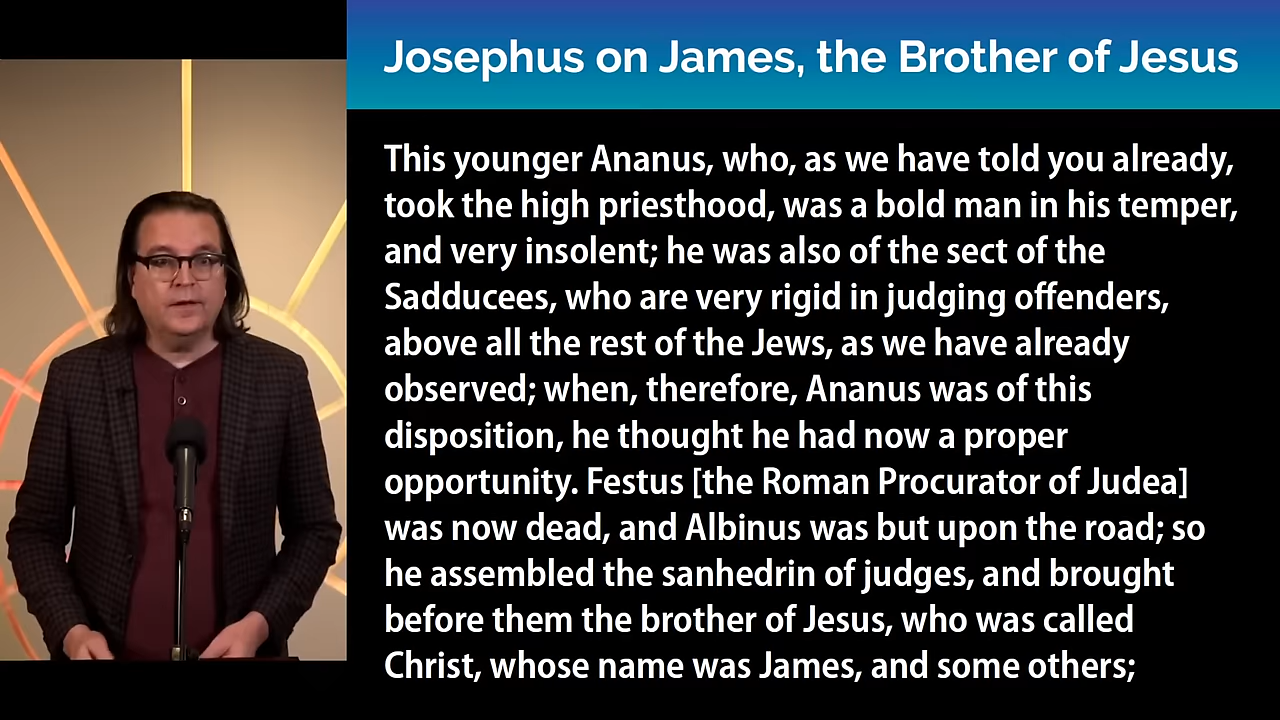 Josephus on James, the Brother of Jesus
This younger Ananus, who, as we have told you already,
took the high priesthood, was a bold man in his temper,
and very insolent; he was also of the sect of the
Sadducees, who are very rigid in judging offenders,
above all the rest of the Jews, as we have already
observed; when, therefore, Ananus was of this
disposition, he thought he had now a proper
opportunity. Festus [the Roman Procurator of Judea]
was now dead, and Albinus was but upon the road; so
he assembled the sanhedrin of judges, and brought
before them the brother of Jesus, who was called
Christ, whose name was James, and some others;